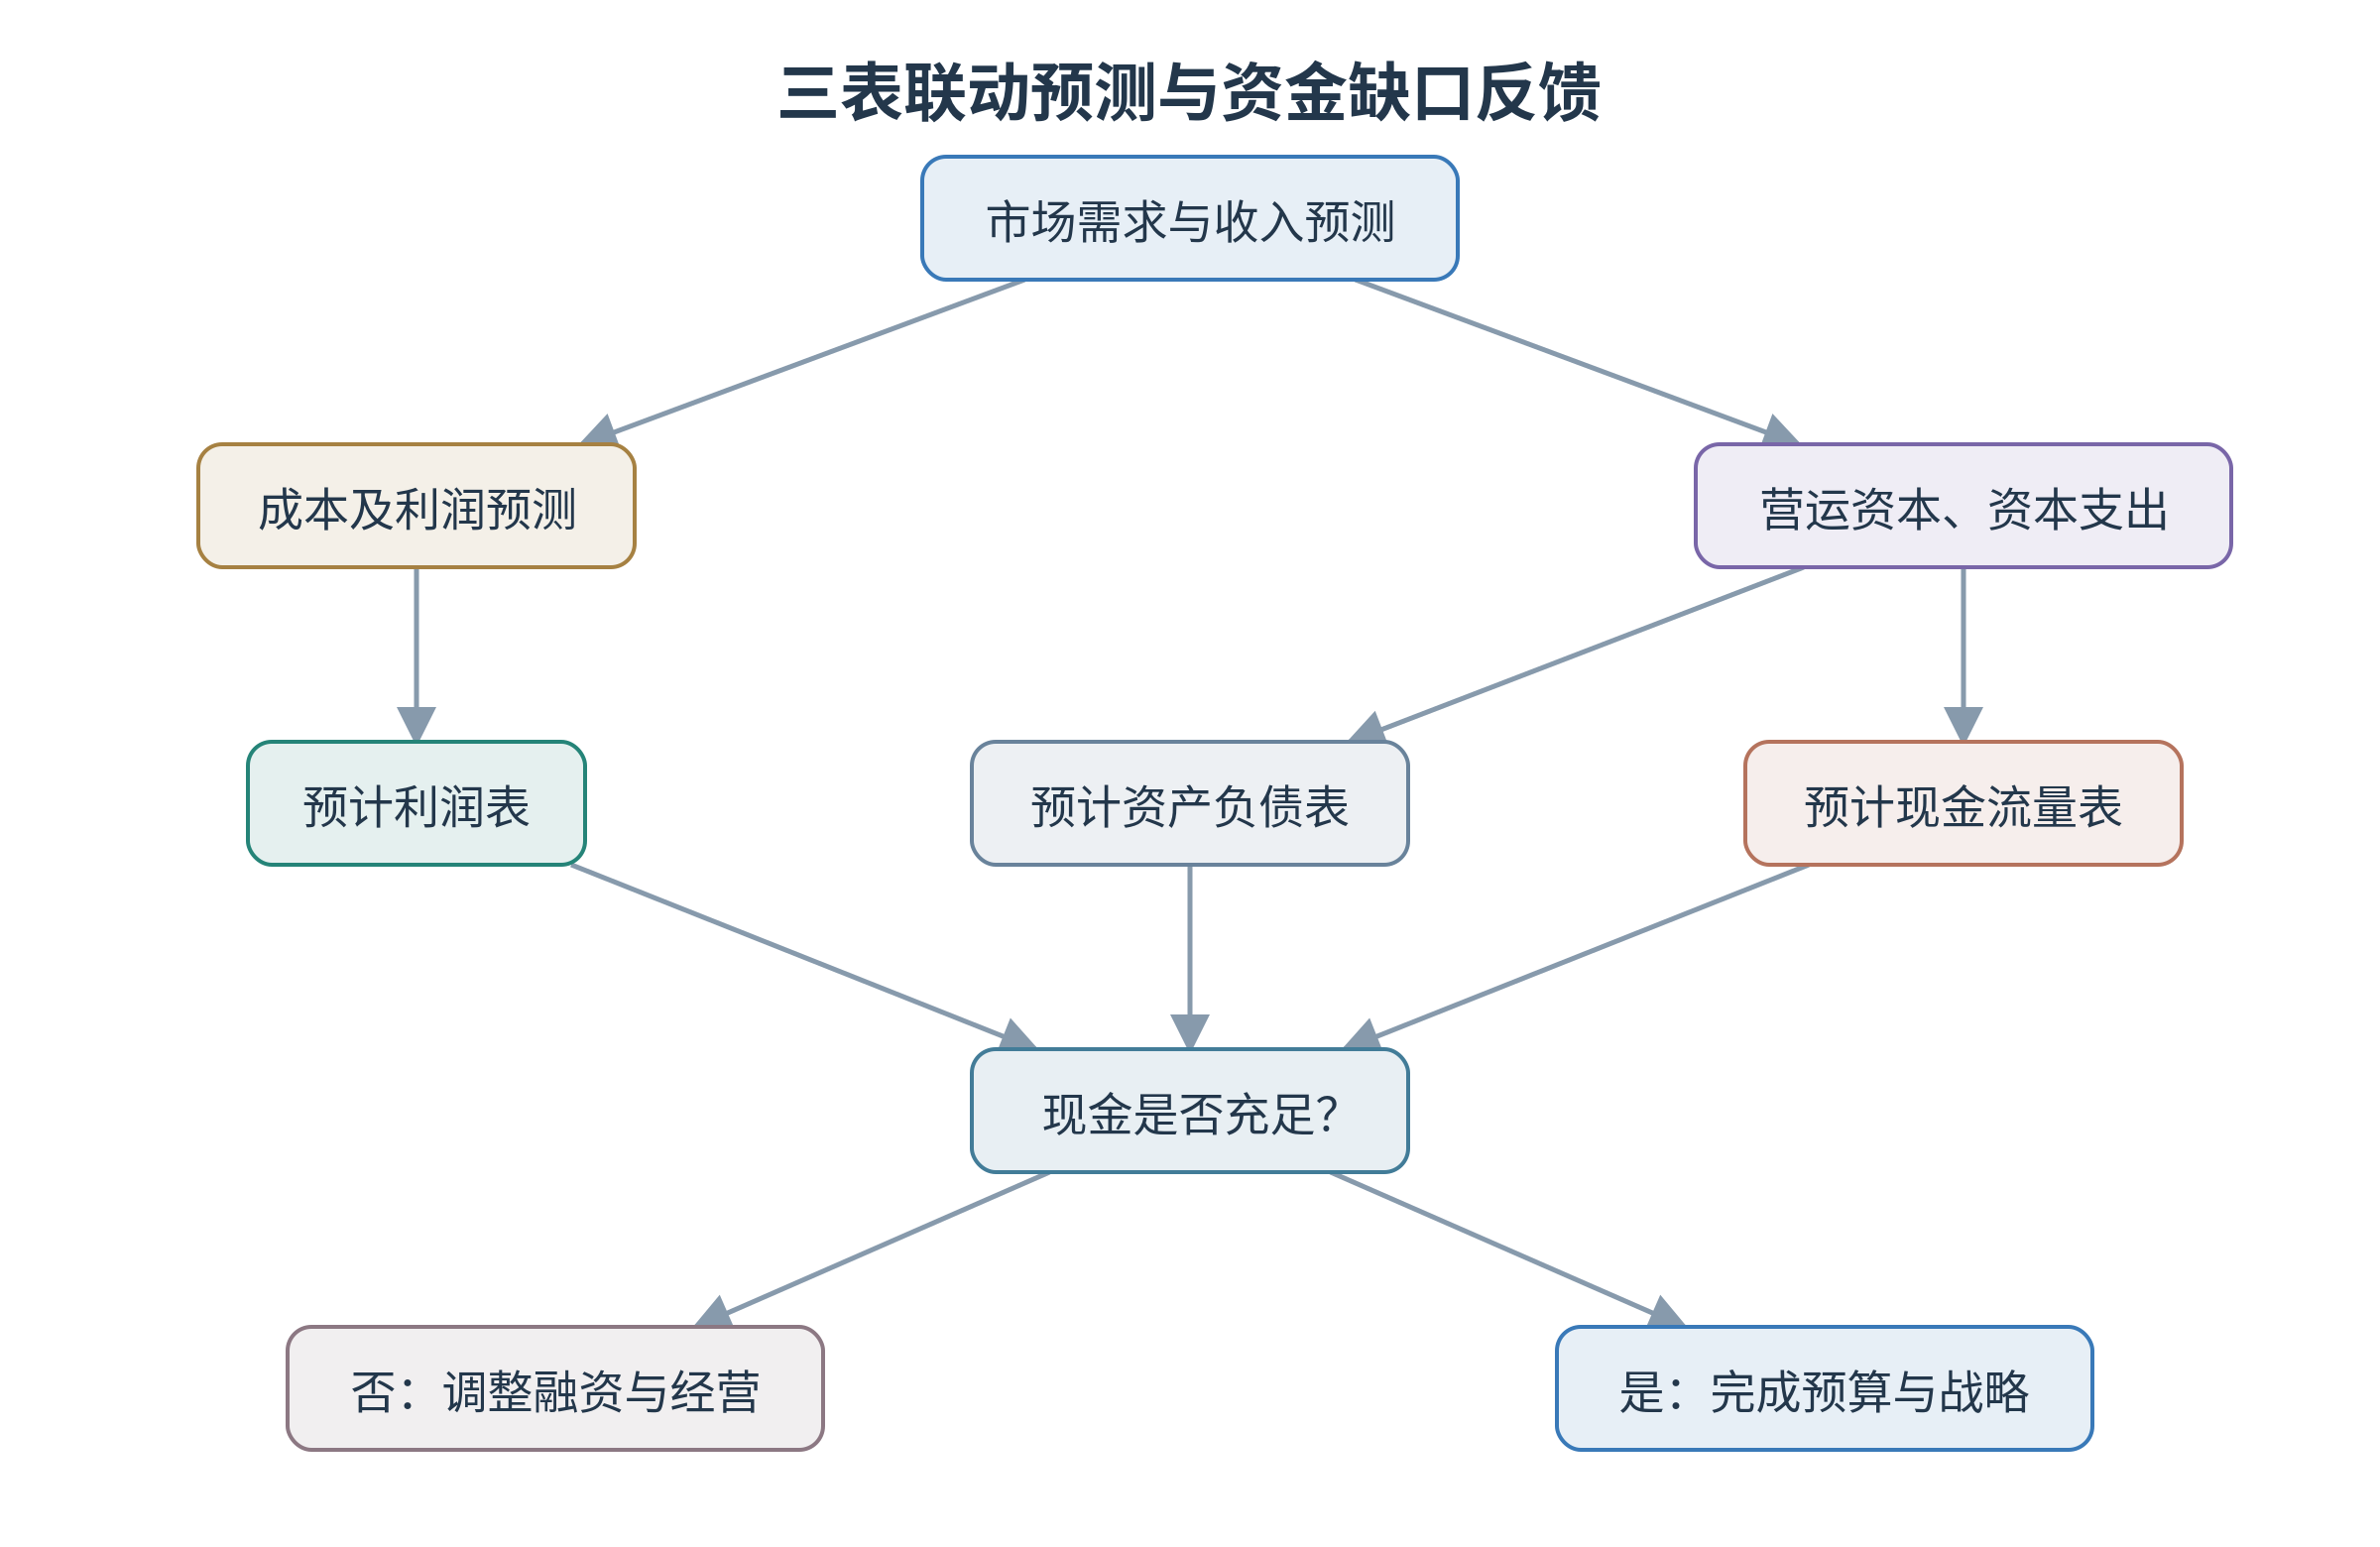 三表联动预测与资金缺口反馈
市场需求与收入预测
成本及利润预测
营运资本、资本支出
预计利润表
预计资产负债表
预计现金流量表
现金是否充足?
否：调整融资与经营
是：完成预算与战略